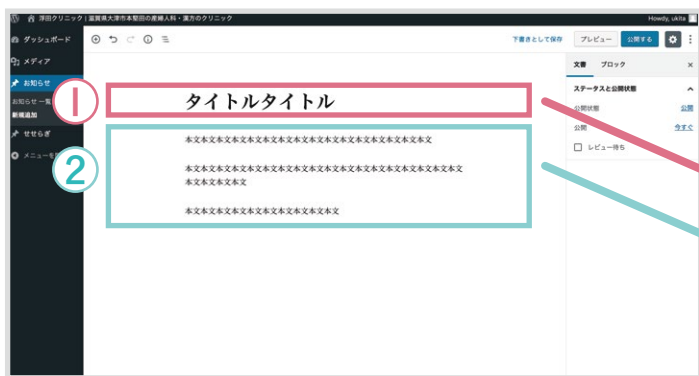 浮田クリニック | 滋賀県大津市本堅田の産婦人科・漢方のクリニック
Howdy, ukita
ダッシュボード
メディア
お知らせ
お知らせ一覧
新規追加
せせらぎ
下書きとして保存
プレビュー
公開する
文書 ブロック ×
ステータスと公開状態
公開状態 公開
公開 今すぐ
レビュー待ち
①
タイトルタイトル
②
本文本文本文本文本文本文本文本文本文本文本文本文本文本文本文本文
本文本文本文本文本文本文本文本文本文本文本文本文本文本文本文本文本文本文
本文本文本文本文
本文本文本文本文本文本文本文本文本文本文